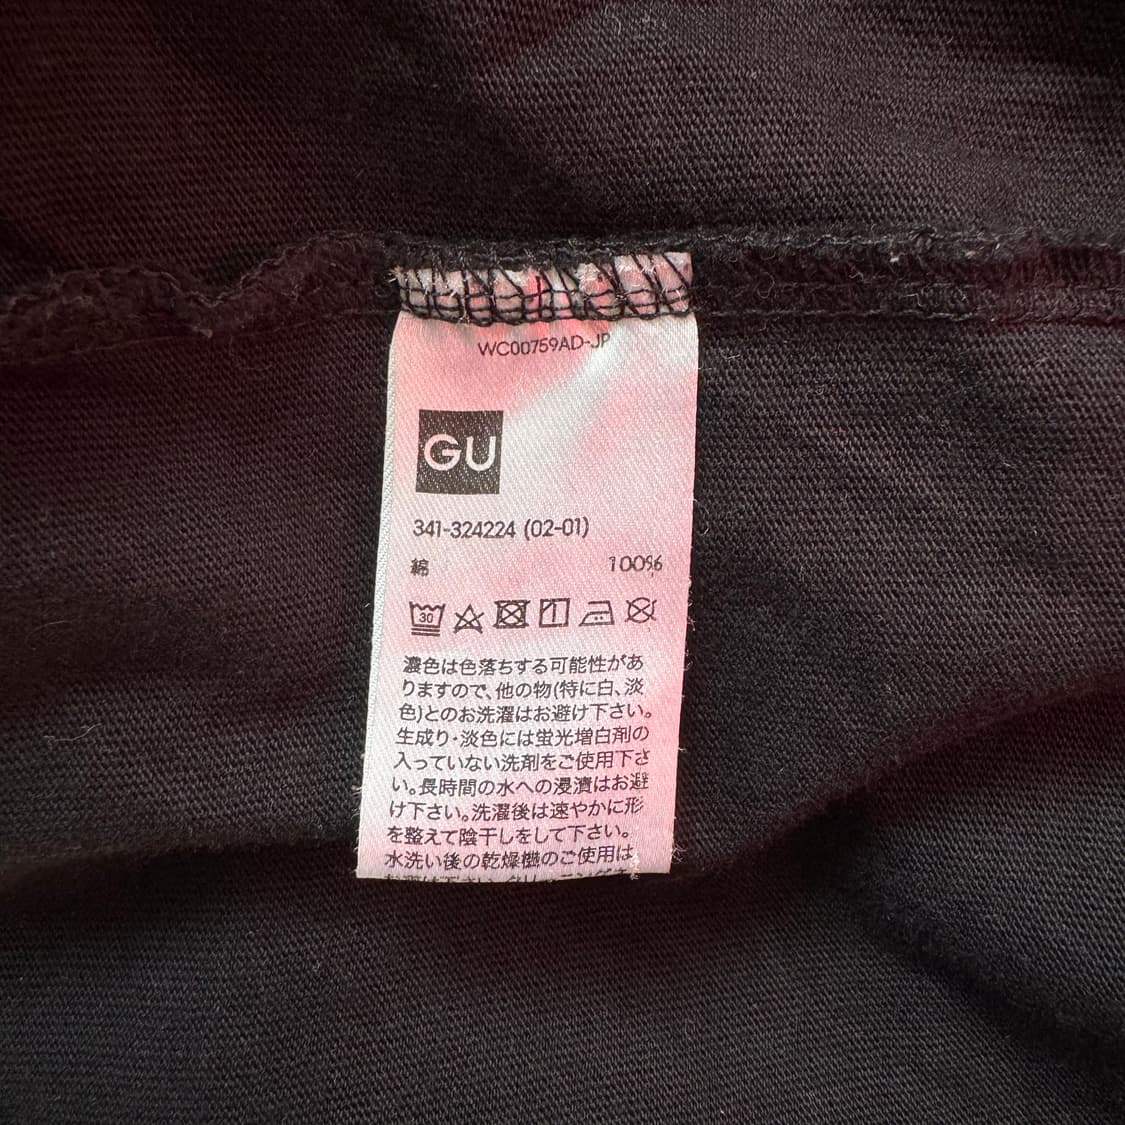 WC00759AD-JP
GU
341-324224 (02-01)
綿 100%
30
濃色は色落ちする可能性があ
りますので、他の物(特に白、淡
色)とのお洗濯はお避け下さい。
生成り・淡色には蛍光増白剤の
入っていない洗剤をご使用下さ
い。長時間の水への浸漬はお避
け下さい。洗濯後は速やかに形
を整えて陰干しをして下さい。
水洗い後の乾燥機のご使用は